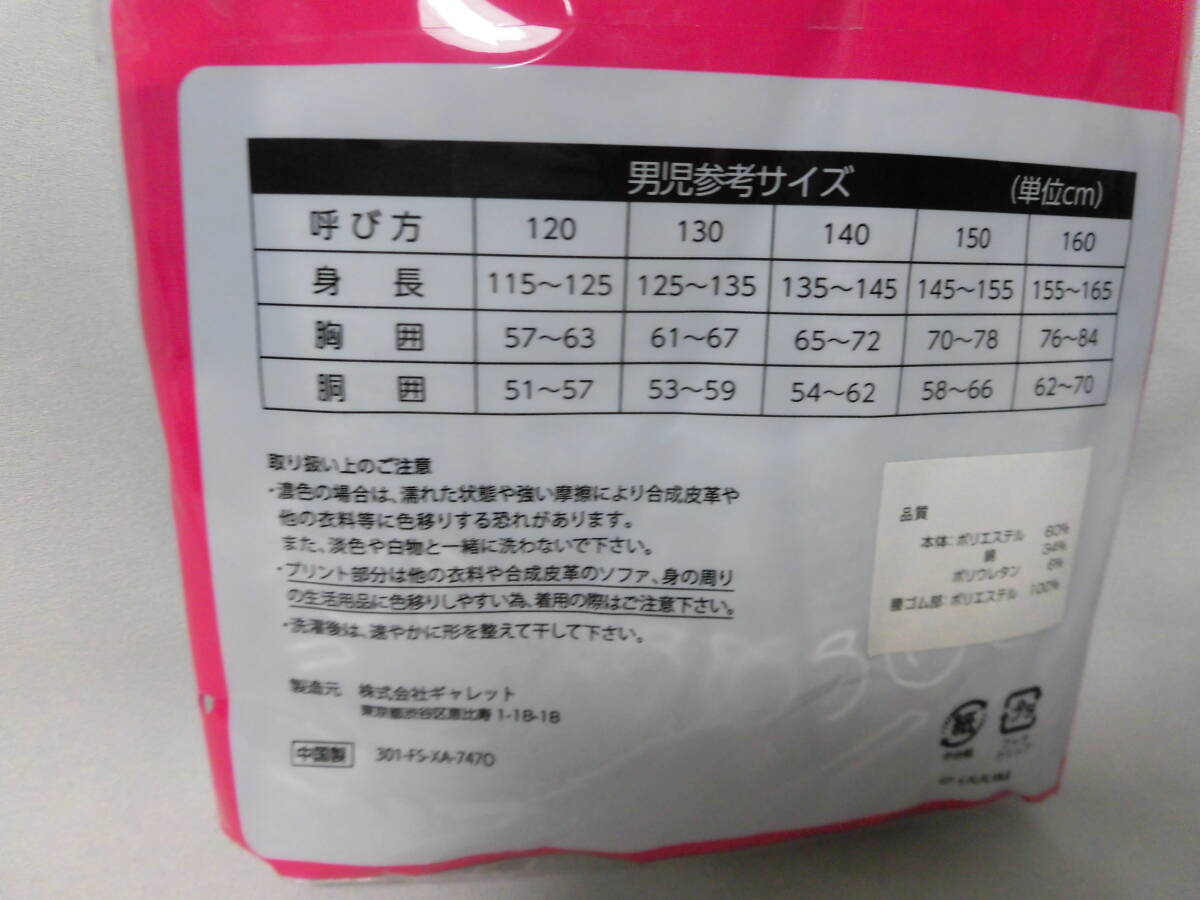 男児参考サイズ (単位cm)
呼び方 120 130 140 150 160
身長 115〜125 125〜135 135〜145 145〜155 155〜165
胸囲 57〜63 61〜67 65〜72 70〜78 76〜84
胴囲 51〜57 53〜59 54〜62 58〜66 62〜70
取り扱い上のご注意
・濃色の場合は、濡れた状態や強い摩擦により合成皮革や
他の衣料等に色移りする恐れがあります。
また、淡色や白物と一緒に洗わないで下さい。
・プリント部分は他の衣料や合成皮革のソファ、身の周り
の生活用品に色移りしやすい為、着用の際はご注意下さい。
・洗濯後は、速やかに形を整えて干して下さい。
品質
本体：ポリエステル 60%
綿 34%
ポリウレタン 6%
腰ゴム部：ポリエステル 100%
製造元 株式会社ギャレット
東京都渋谷区恵比寿 1-18-18
中国製 301-FS-XA-7470
紙
プラ